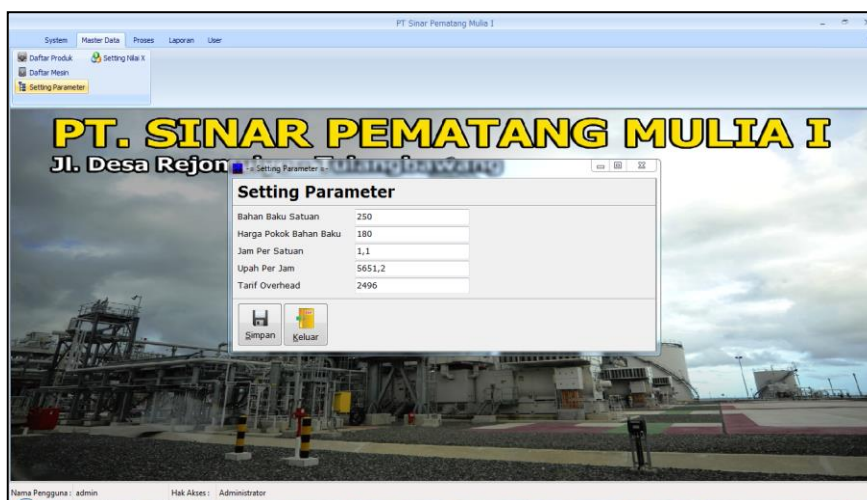 PT Sinar Pematang Mulia I
System Master Data Proses Laporan User
Daftar Produk Setting Nilai X
Daftar Mesin
Setting Parameter
PT. SINAR PEMATANG MULIA I
Jl. Desa Rejon Tulangbawang
-= Setting Parameter =-
Setting Parameter
Bahan Baku Satuan 250
Harga Pokok Bahan Baku 180
Jam Per Satuan 1,1
Upah Per Jam 5651,2
Tarif Overhead 2496
Simpan Keluar
Nama Pengguna : admin Hak Akses : Administrator